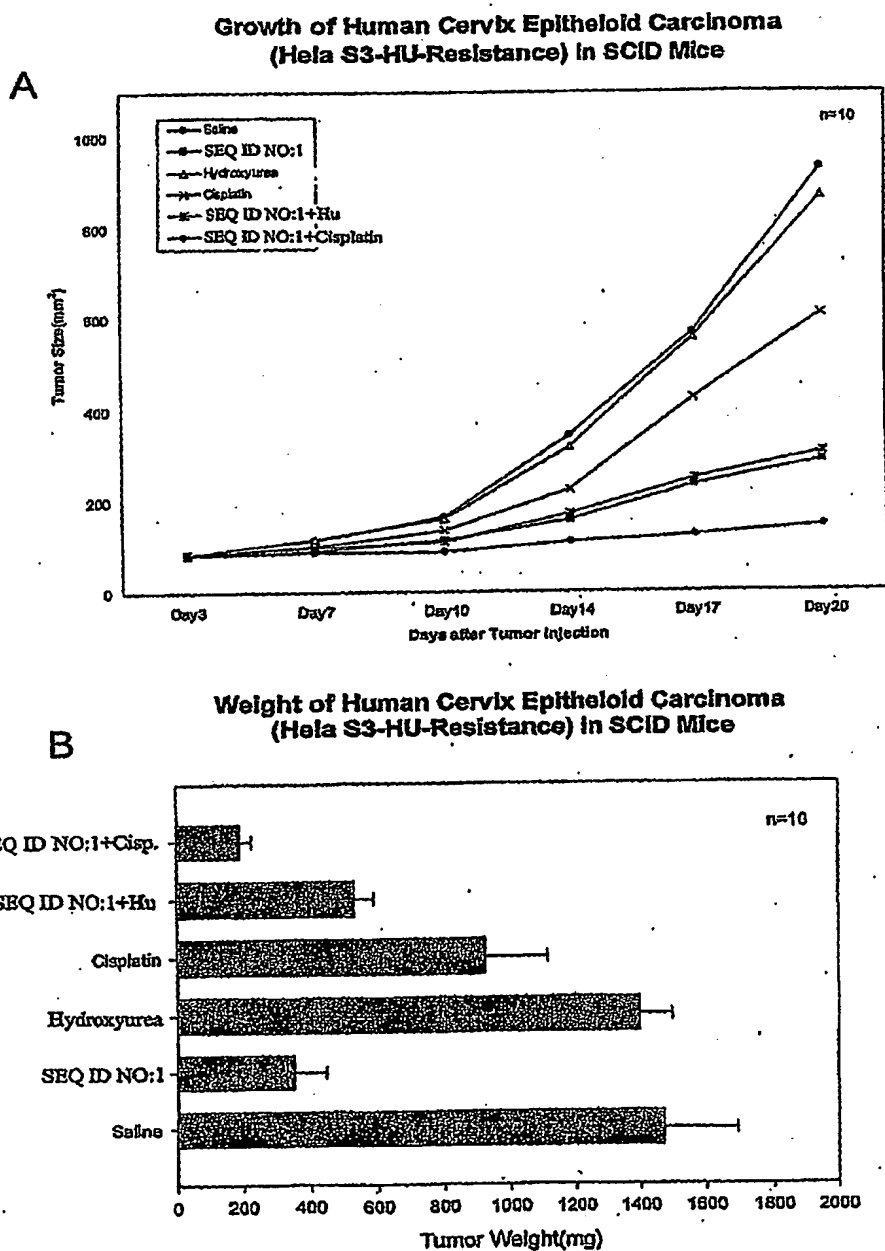 Growth of Human Cervix Epitheloid Carcinoma
(Hela S3-HU-Resistance) in SCID Mice
A
n=10
Saline
SEQ ID NO:1
Hydroxyurea
Cisplatin
SEQ ID NO:1+Hu
SEQ ID NO:1+Cisplatin
1000
800
600
400
200
0
Tumor Size(mm²)
Day3 Day7 Day10 Day14 Day17 Day20
Days after Tumor Injection
Weight of Human Cervix Epitheloid Carcinoma
(Hela S3-HU-Resistance) in SCID Mice
B
n=10
EQ ID NO:1+Cisp.
SEQ ID NO:1+Hu
Cisplatin
Hydroxyurea
SEQ ID NO:1
Saline
0 200 400 600 800 1000 1200 1400 1600 1800 2000
Tumor Weight(mg)